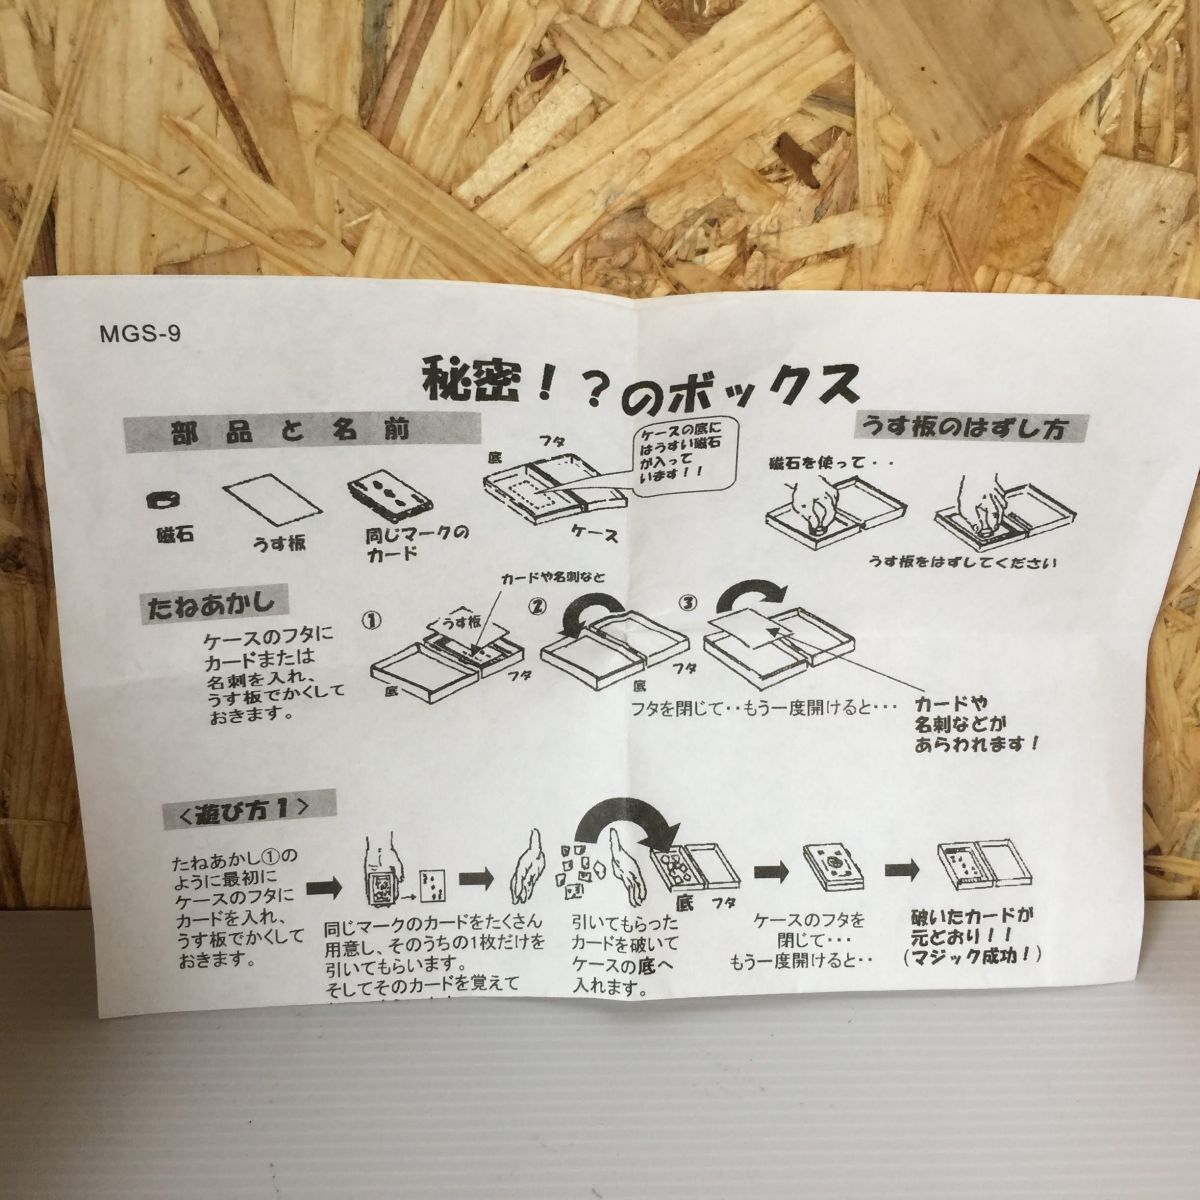 MGS-9
秘密！？のボックス
部品と名前
磁石
うす板
同じマークの
カード
底
フタ
ケース
ケースの底に
はうすい磁石
が入って
います！！
うす板のはずし方
磁石を使って・・
うす板をはずしてください
たねあかし
ケースのフタに
カードまたは
名刺を入れ、
うす板でかくして
おきます。
①
カードや名刺など
うす板
底
フタ
②
フタ
底
③
フタを閉じて・・もう一度開けると・・・
カードや
名刺などが
あらわれます！
＜遊び方1＞
たねあかし①の
ように最初に
ケースのフタに
カードを入れ、
うす板でかくして
おきます。
同じマークのカードをたくさん
用意し、そのうちの1枚だけを
引いてもらいます。
そしてそのカードを覚えて
引いてもらった
カードを破いて
ケースの底へ
入れます。
底
フタ
ケースのフタを
閉じて・・・
もう一度開けると・・
破いたカードが
元どおり！！
(マジック成功！)